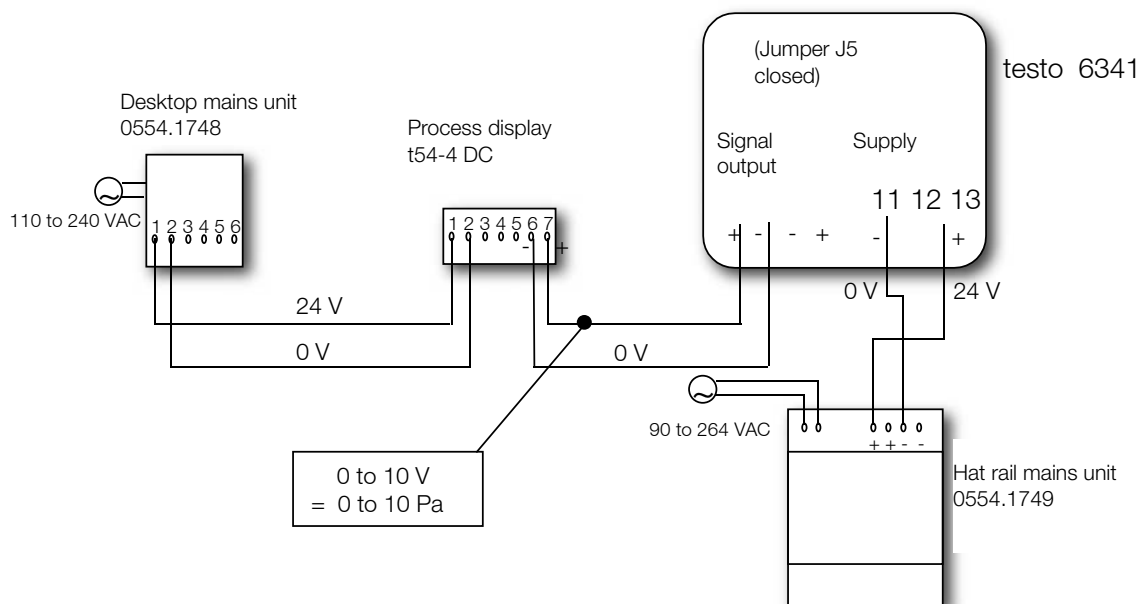 (Jumper J5
closed)
testo 6341
Desktop mains unit
0554.1748
Process display
t54-4 DC
Signal
output
Supply
11 12 13
110 to 240 VAC
1 2 3 4 5 6
1 2 3 4 5 6 7
- +
+ - - +
- +
0 V
24 V
24 V
0 V
0 V
90 to 264 VAC
+ + - -
0 to 10 V
= 0 to 10 Pa
Hat rail mains unit
0554.1749